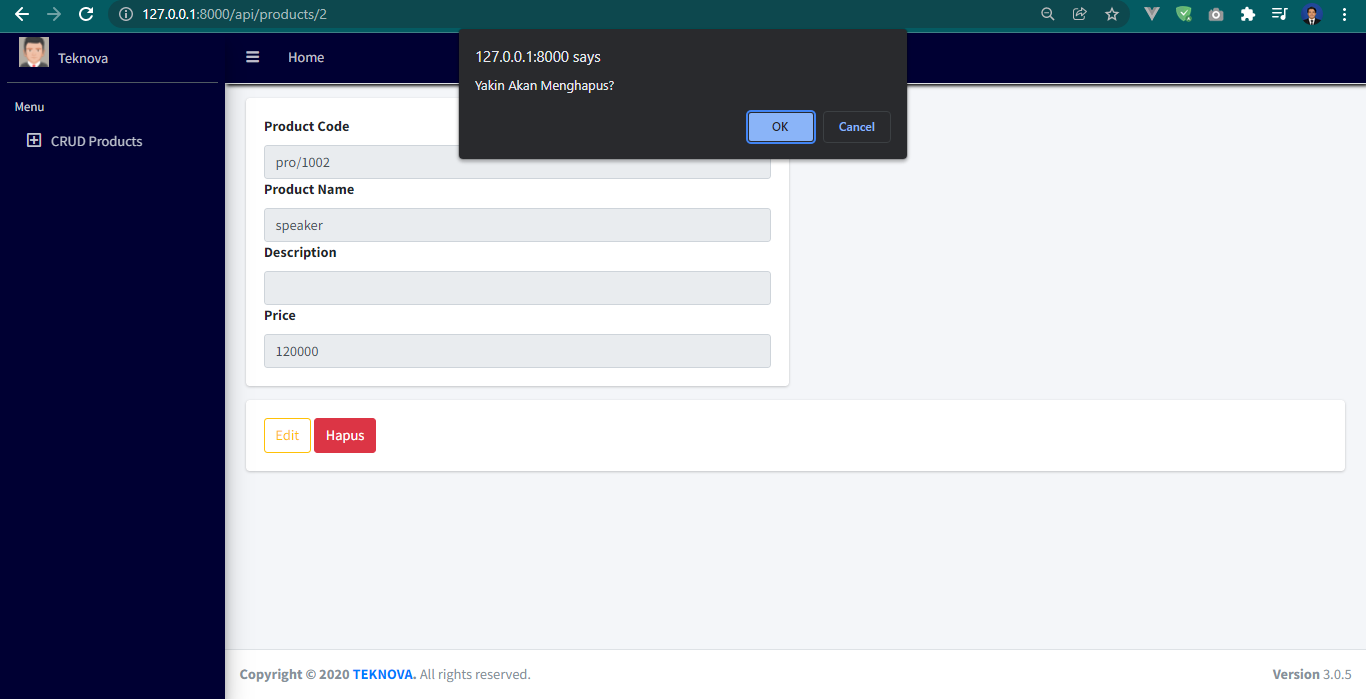 127.0.0.1:8000/api/products/2
Teknova
Home
127.0.0.1:8000 says
Yakin Akan Menghapus?
OK
Cancel
Menu
CRUD Products
Product Code
pro/1002
Product Name
speaker
Description
Price
120000
Edit
Hapus
Copyright © 2020 TEKNOVA. All rights reserved.
Version 3.0.5